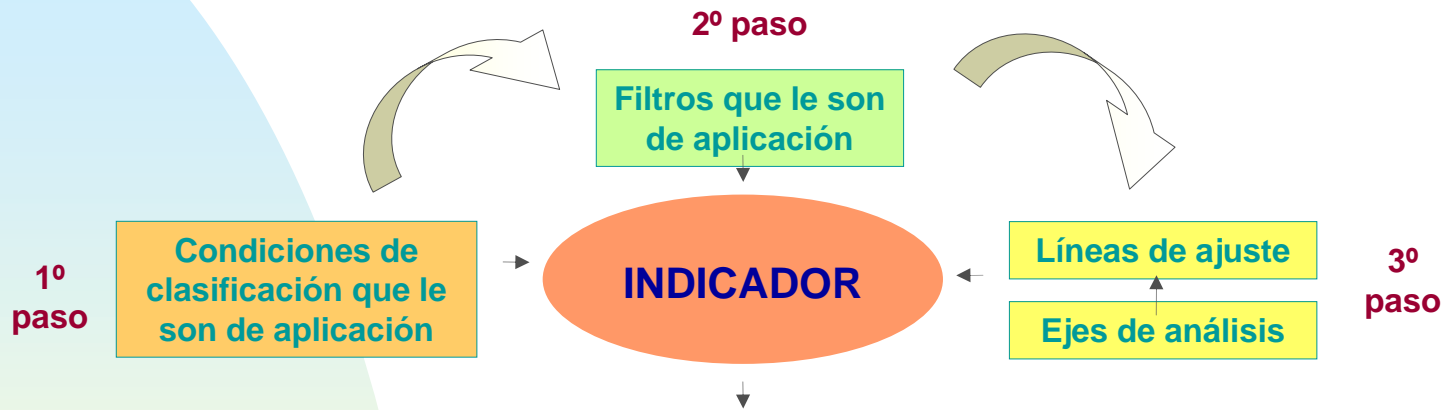 2º paso
Filtros que le son
de aplicación
1º
paso
Condiciones de
clasificación que le
son de aplicación
INDICADOR
Líneas de ajuste
Ejes de análisis
3º
paso